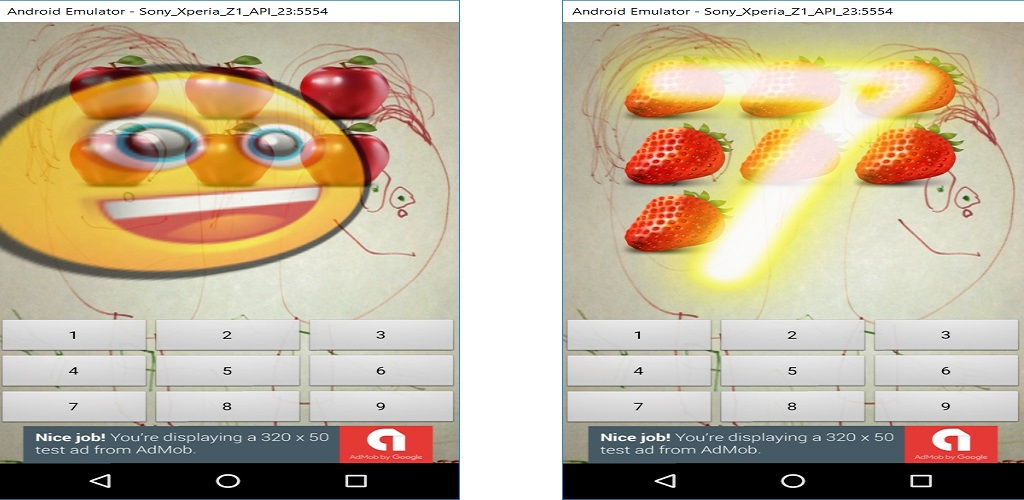 Android Emulator - Sony_Xperia_Z1_API_23:5554
1 2 3
4 5 6
7 8 9
Nice job! You're displaying a 320 x 50
test ad from AdMob.
AdMob by Google
Android Emulator - Sony_Xperia_Z1_API_23:5554
7
1 2 3
4 5 6
7 8 9
Nice job! You're displaying a 320 x 50
test ad from AdMob.
AdMob by Google